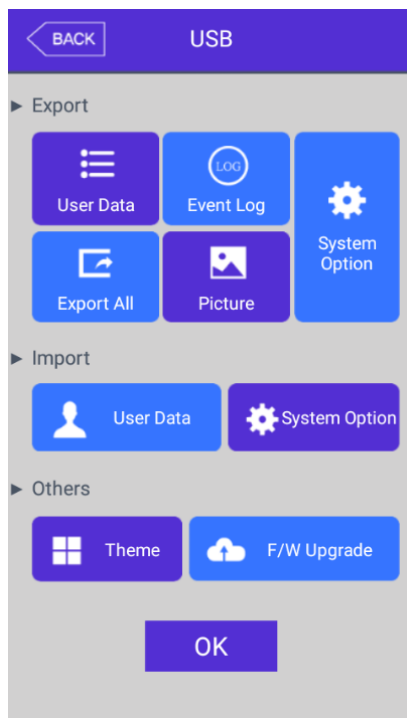 BACK
USB
Export
User Data
LOG
Event Log
System
Option
Export All
Picture
Import
User Data
System Option
Others
Theme
F/W Upgrade
OK